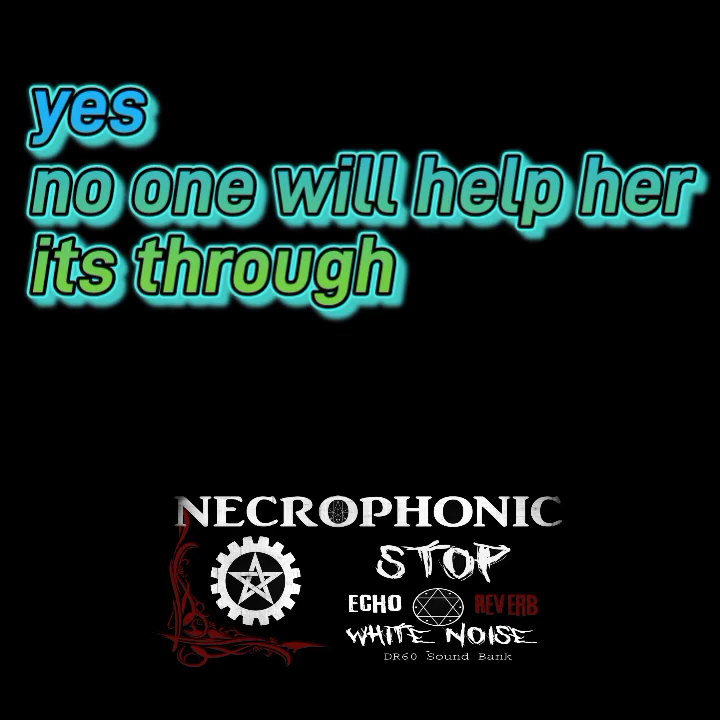 yes
no one will help her
its through
NECROPHONIC
STOP
ECHO REVERB
WHITE NOISE
DR60 Sound Bank